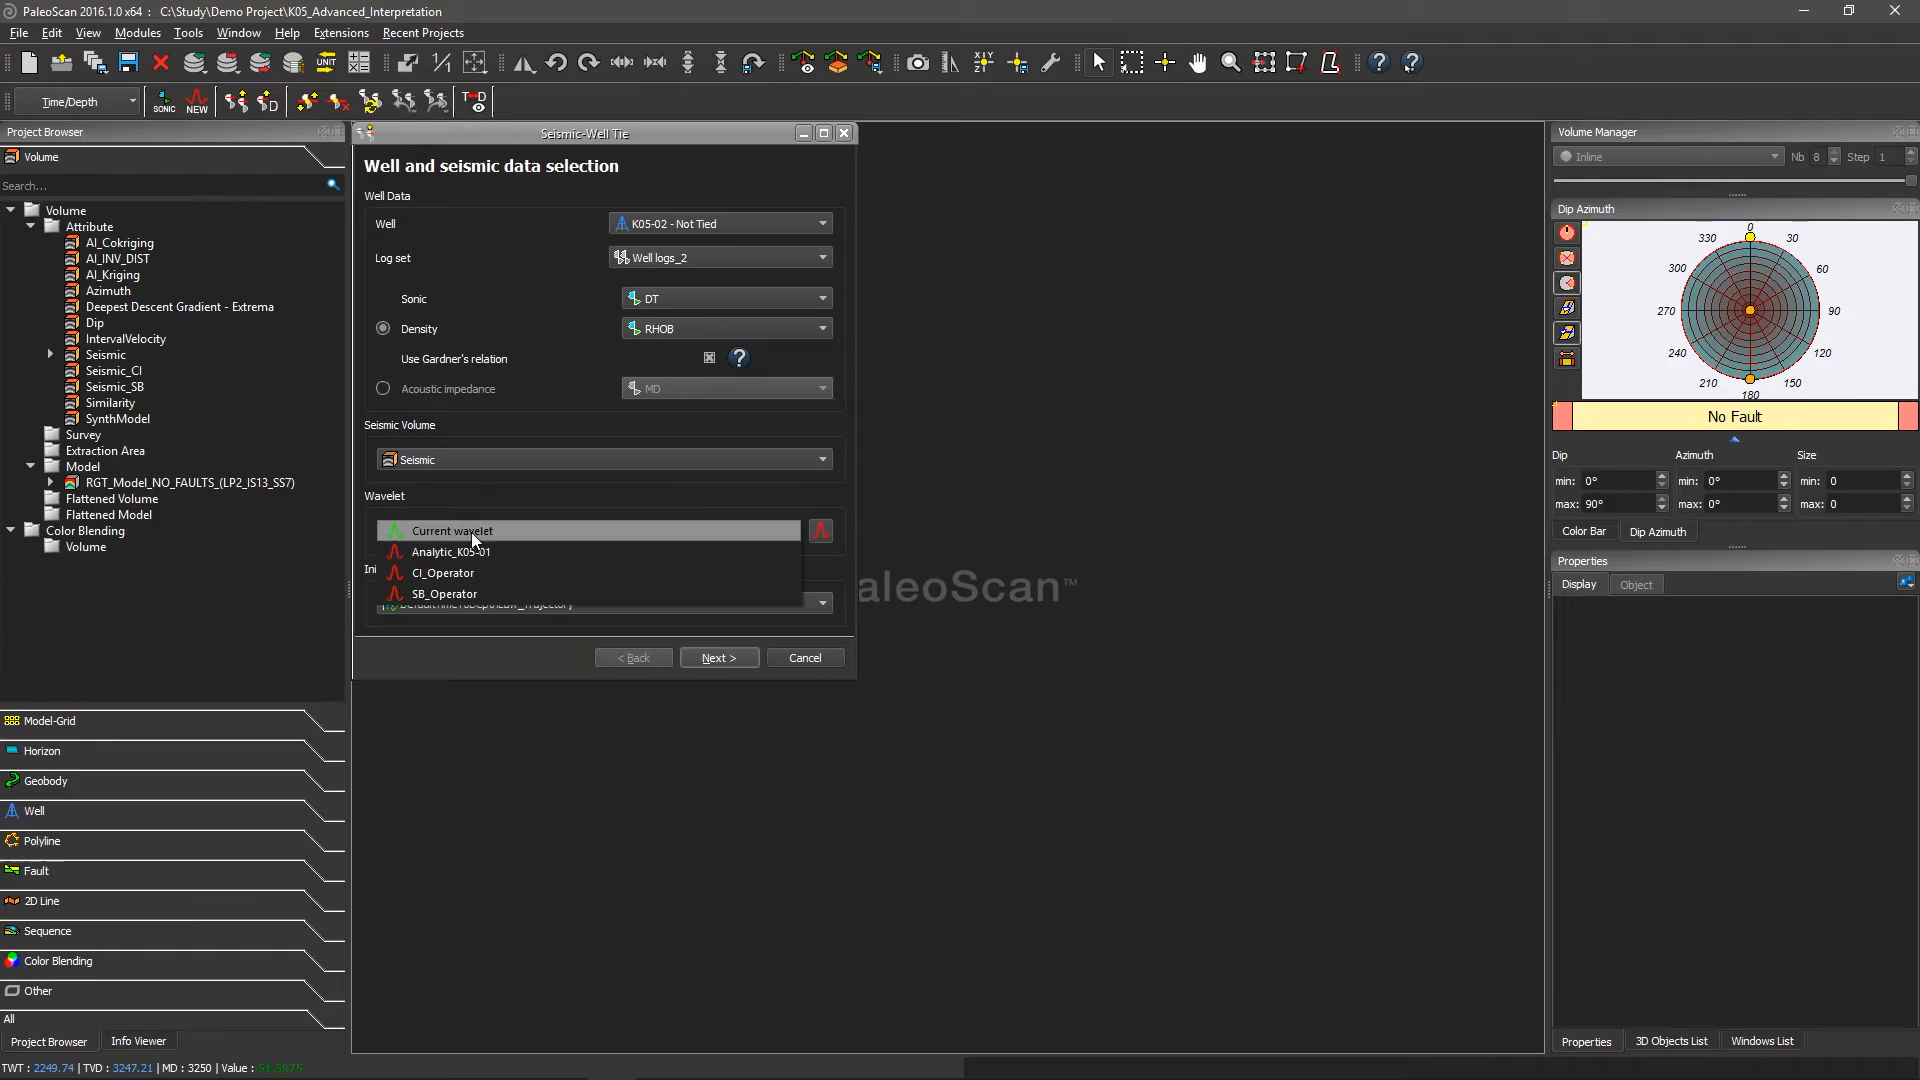 PaleoScan 2016.1.0 x64 : C:\Study\Demo Project\K05_Advanced_Interpretation
File Edit View Modules Tools Window Help Extensions Recent Projects
UNIT
Time/Depth
SONIC NEW
Project Browser
Volume
Search...
Volume
Attribute
AI_Cokriging
AI_INV_DIST
AI_Kriging
Azimuth
Deepest Descent Gradient - Extrema
Dip
IntervalVelocity
Seismic
Seismic_CI
Seismic_SB
Similarity
SynthModel
Survey
Extraction Area
Model
RGT_Model_NO_FAULTS_(LP2_IS13_SS7)
Flattened Volume
Flattened Model
Color Blending
Volume
Model-Grid
Horizon
Geobody
Well
Polyline
Fault
2D Line
Sequence
Color Blending
Other
All
Project Browser Info Viewer
TWT : 2249.74 | TVD : 3247.21 | MD : 3250 | Value :
Seismic-Well Tie
Well and seismic data selection
Well Data
Well K05-02 - Not Tied
Log set Well logs_2
Sonic DT
Density RHOB
Use Gardner's relation
Acoustic impedance MD
Seismic Volume
Seismic
Wavelet
Current wavelet
Analytic_K05-01
CI_Operator
SB_Operator
Ini
< Back Next > Cancel
aleoScan™
Volume Manager
Inline Nb 8 Step 1
Dip Azimuth
0
30
60
90
120
150
180
210
240
270
300
330
No Fault
Dip Azimuth Size
min: 0° min: 0° min: 0
max: 90° max: 0° max: 0
Color Bar Dip Azimuth
Properties
Display Object
Properties 3D Objects List Windows List